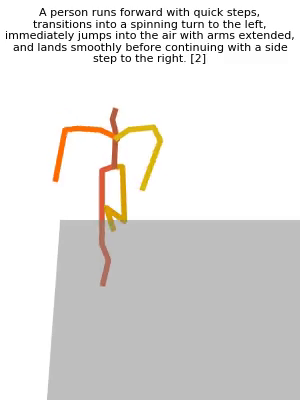 A person runs forward with quick steps,
transitions into a spinning turn to the left,
immediately jumps into the air with arms extended,
and lands smoothly before continuing with a side
step to the right. [2]